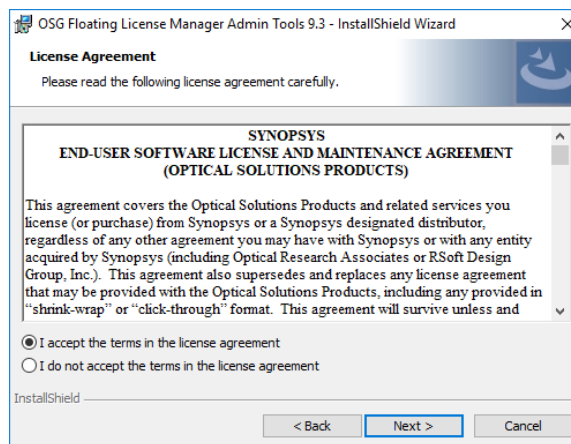 OSG Floating License Manager Admin Tools 9.3 - InstallShield Wizard
License Agreement
Please read the following license agreement carefully.
SYNOPSYS
END-USER SOFTWARE LICENSE AND MAINTENANCE AGREEMENT
(OPTICAL SOLUTIONS PRODUCTS)
This agreement covers the Optical Solutions Products and related services you
license (or purchase) from Synopsys or a Synopsys designated distributor,
regardless of any other agreement you may have with Synopsys or with any entity
acquired by Synopsys (including Optical Research Associates or RSoft Design
Group, Inc.).  This agreement also supersedes and replaces any license agreement
that may be provided with the Optical Solutions Products, including any provided in
“shrink-wrap” or “click-through” format.  This agreement will survive unless and
I accept the terms in the license agreement
I do not accept the terms in the license agreement
InstallShield
< Back
Next >
Cancel